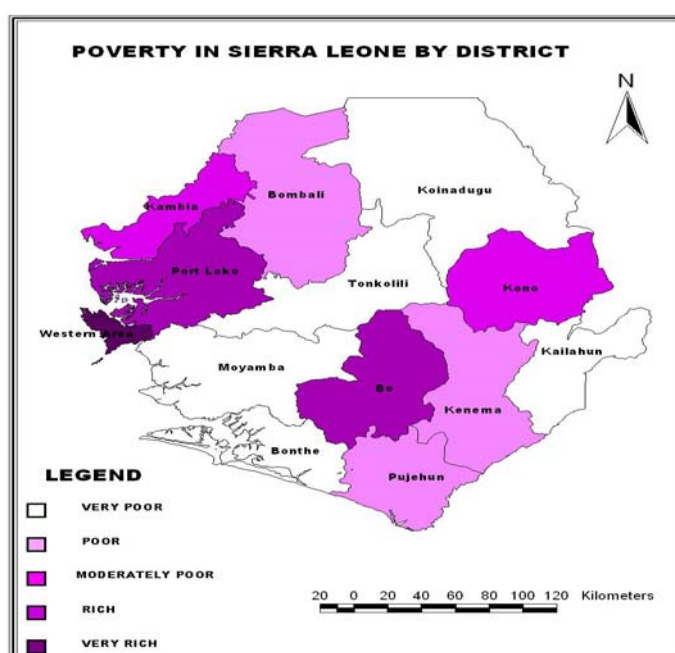 POVERTY IN SIERRA LEONE BY DISTRICT
N
Koinadugu
Bombali
Kambia
Port Loko
Tonkolili
Kono
Western Area
Kailahun
Moyamba
Bo
Kenema
Bonthe
Pujehun
LEGEND
VERY POOR
POOR
MODERATELY POOR
RICH
VERY RICH
20 0 20 40 60 80 100 120 Kilometers